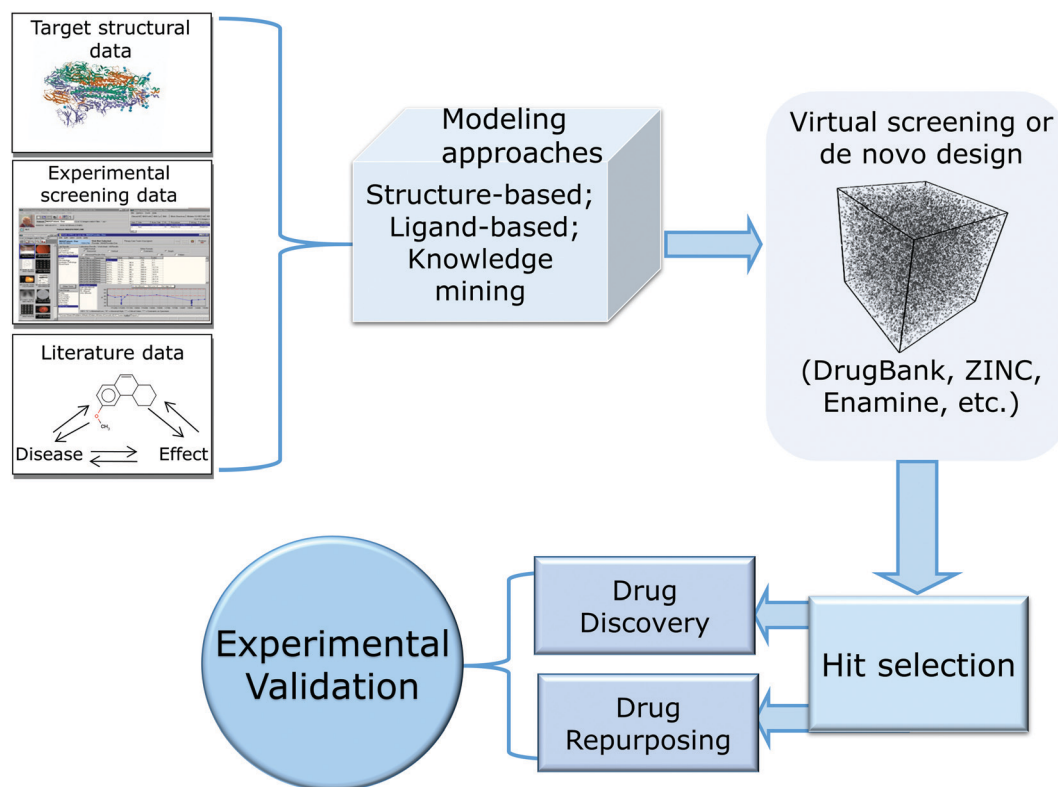 Target structural
data
Experimental
screening data
Literature data
CH₃
Disease
Effect
Modeling
approaches
Structure-based;
Ligand-based;
Knowledge
mining
Virtual screening or
de novo design
(DrugBank, ZINC,
Enamine, etc.)
Hit selection
Drug
Discovery
Drug
Repurposing
Experimental
Validation